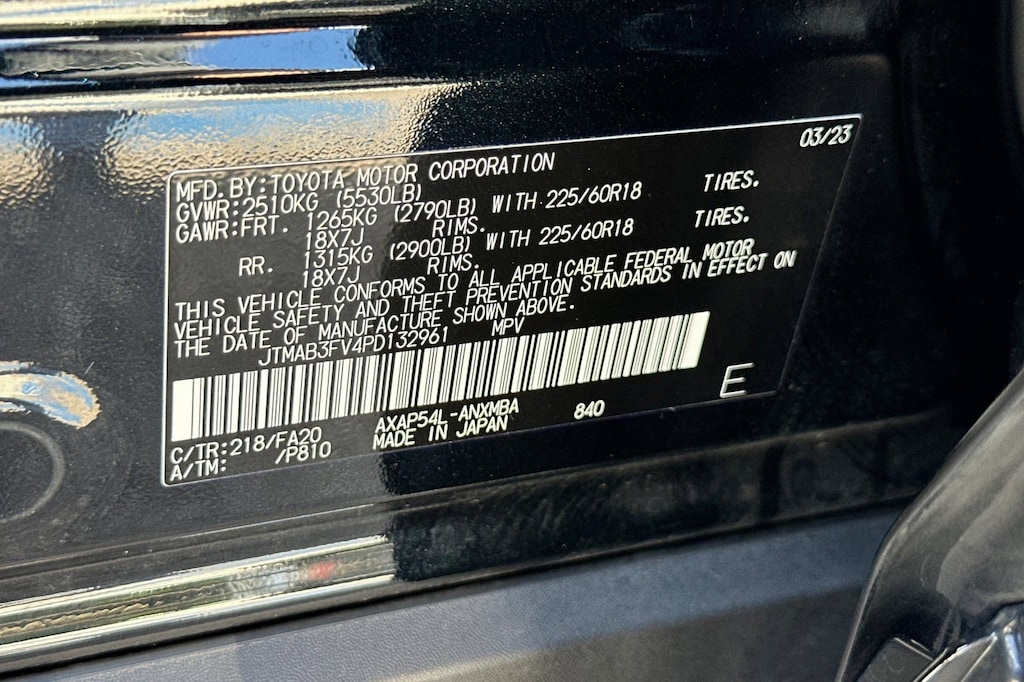 03/23
MFD. BY: TOYOTA MOTOR CORPORATION
GVWR: 2510KG (5530LB)
GAWR: FRT. 1265KG (2790LB) WITH 225/60R18 TIRES.
18X7J RIMS.
RR. 1315KG (2900LB) WITH 225/60R18 TIRES.
18X7J RIMS.
THIS VEHICLE CONFORMS TO ALL APPLICABLE FEDERAL MOTOR
VEHICLE SAFETY AND THEFT PREVENTION STANDARDS IN EFFECT ON
THE DATE OF MANUFACTURE SHOWN ABOVE.
JTMAB3FV4PD132961 MPV
E
C/TR: 218/FA20 AXAP54L-ANXMBA 840
A/TM: /P810 MADE IN JAPAN